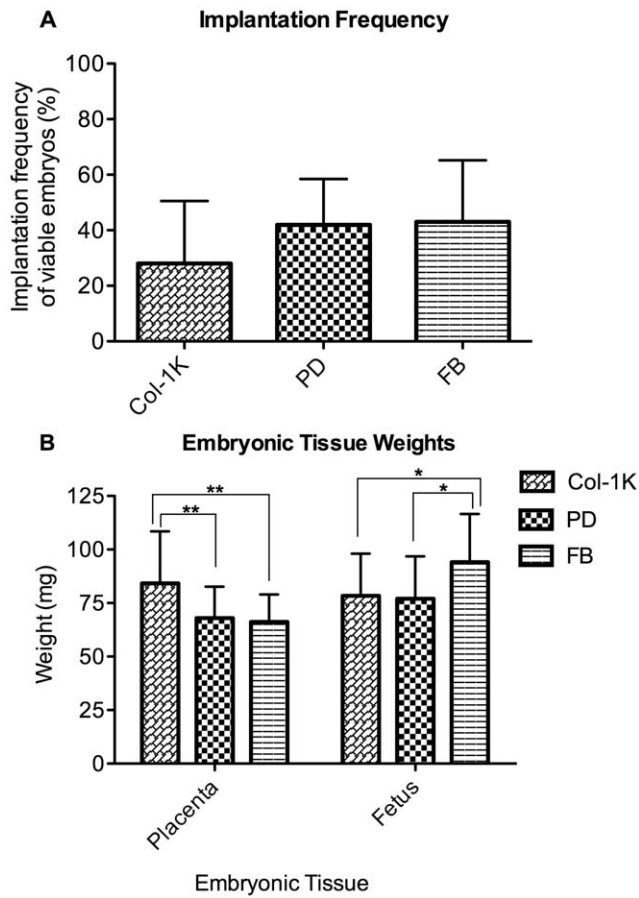 A
Implantation Frequency
Implantation frequency
of viable embryos (%)
100
80
60
40
20
0
Col-1K
PD
FB
B
Embryonic Tissue Weights
Weight (mg)
125
100
75
50
25
0
*
**
**
*
Col-1K
PD
FB
Placenta
Fetus
Embryonic Tissue